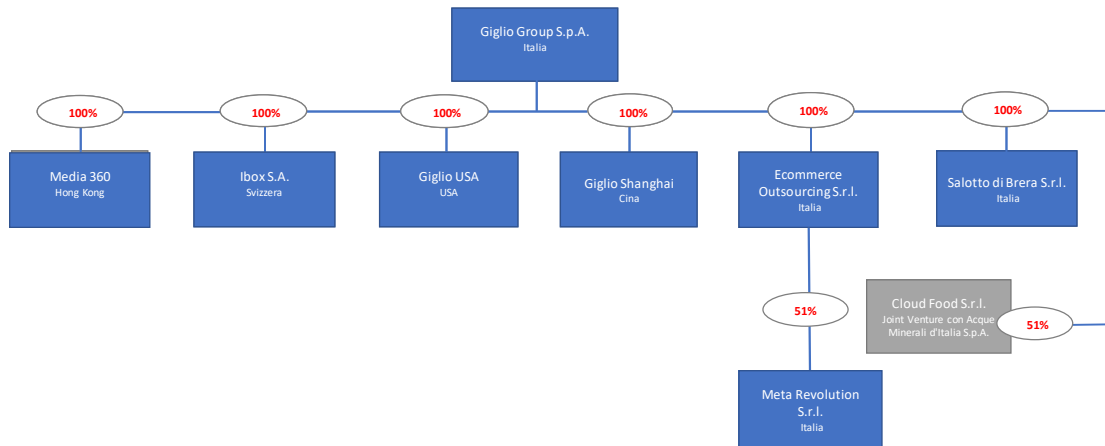 Giglio Group S.p.A.
Italia
100%
100%
100%
100%
100%
100%
Media 360
Hong Kong
Ibox S.A.
Svizzera
Giglio USA
USA
Giglio Shanghai
Cina
Ecommerce
Outsourcing S.r.l.
Italia
Salotto di Brera S.r.l.
Italia
51%
Cloud Food S.r.l.
Joint Venture con Acque
Minerali d'Italia S.p.A.
51%
Meta Revolution
S.r.l.
Italia